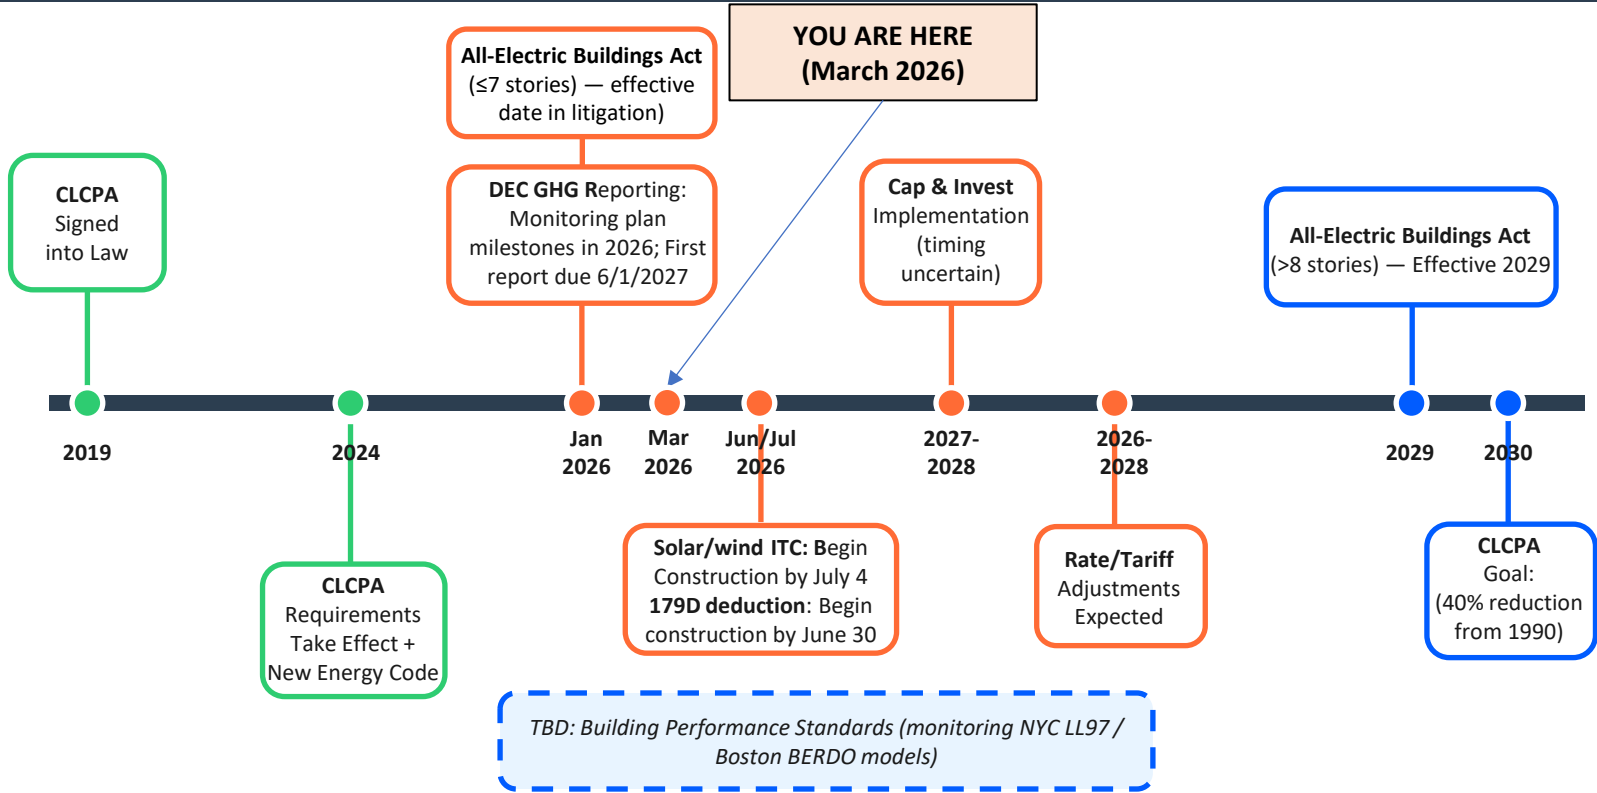 YOU ARE HERE
(March 2026)
All-Electric Buildings Act
(≤7 stories) — effective
date in litigation)
CLCPA
Signed
into Law
DEC GHG Reporting:
Monitoring plan
milestones in 2026; First
report due 6/1/2027
Cap & Invest
Implementation
(timing
uncertain)
All-Electric Buildings Act
(>8 stories) — Effective 2029
2019
2024
Jan
2026
Mar
2026
Jun/Jul
2026
2027-
2028
2026-
2028
2029
2030
CLCPA
Requirements
Take Effect +
New Energy Code
Solar/wind ITC: Begin
Construction by July 4
179D deduction: Begin
construction by June 30
Rate/Tariff
Adjustments
Expected
CLCPA
Goal:
(40% reduction
from 1990)
TBD: Building Performance Standards (monitoring NYC LL97 /
Boston BERDO models)